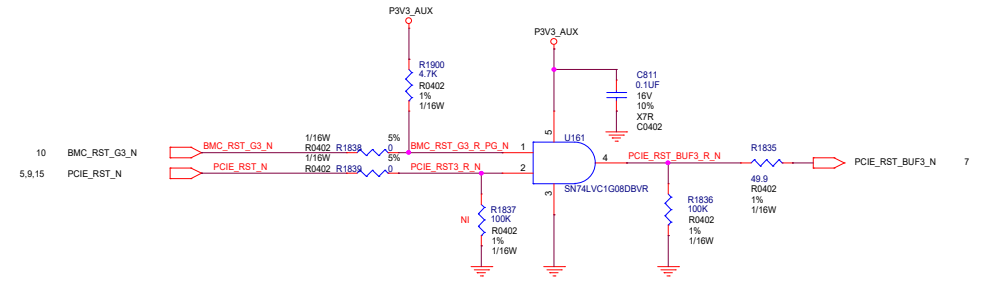 P3V3_AUX
P3V3_AUX
R1900
4.7K
R0402
1%
1/16W
C811
0.1UF
16V
10%
X7R
C0402
5
U161
1/16W
5%
10 BMC_RST_G3_N
BMC_RST_G3_N
R0402 R1838 0
BMC_RST_G3_R_PG_N
1
1/16W
5%
5,9,15 PCIE_RST_N
PCIE_RST_N
R0402 R1839 0
PCIE_RST3_R_N
2
4
PCIE_RST_BUF3_R_N
R1835
PCIE_RST_BUF3_N 7
49.9
R0402
1%
1/16W
3
SN74LVC1G08DBVR
NI
R1837
100K
R0402
1%
1/16W
R1836
100K
R0402
1%
1/16W